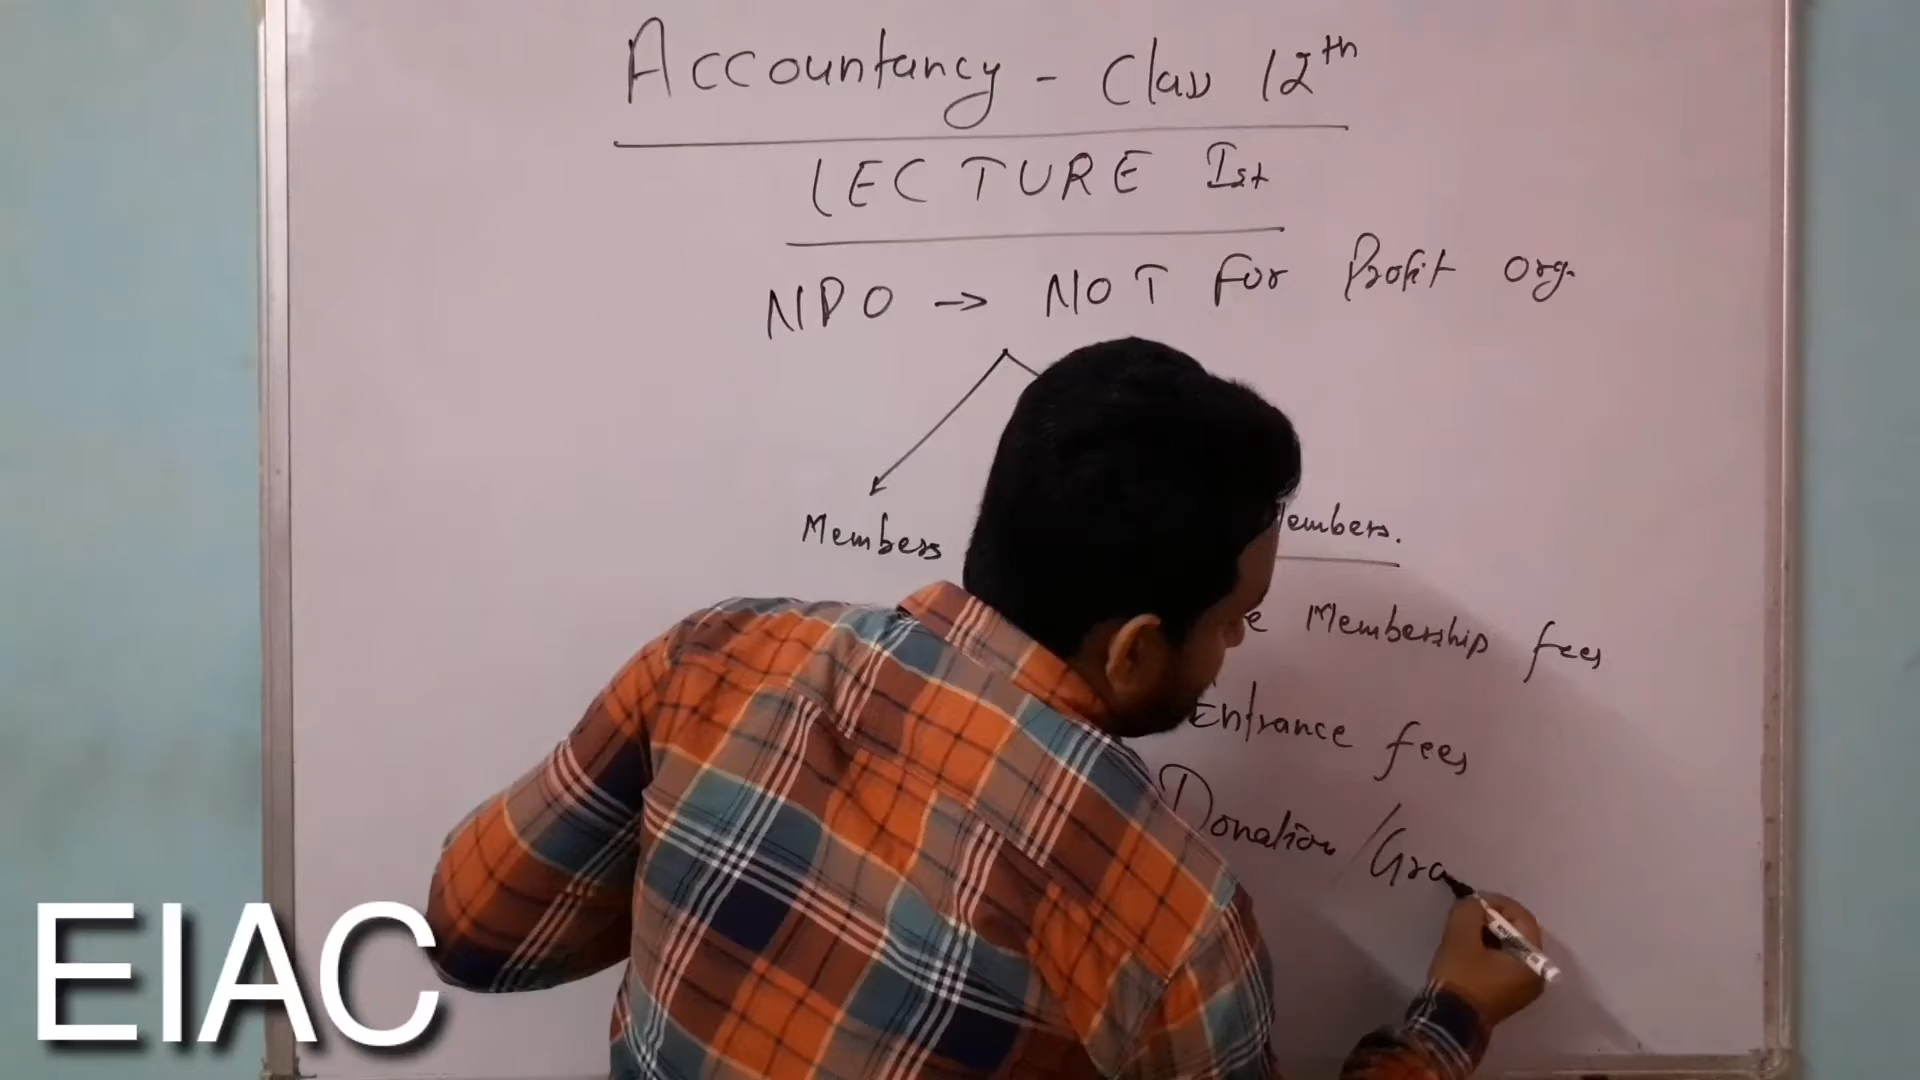 Accountancy - Class 12th
LECTURE Ist
NPO → NOT For Profit Org.
Members
Members.
Membership fees
Entrance fees
Donation / Gra
EIAC